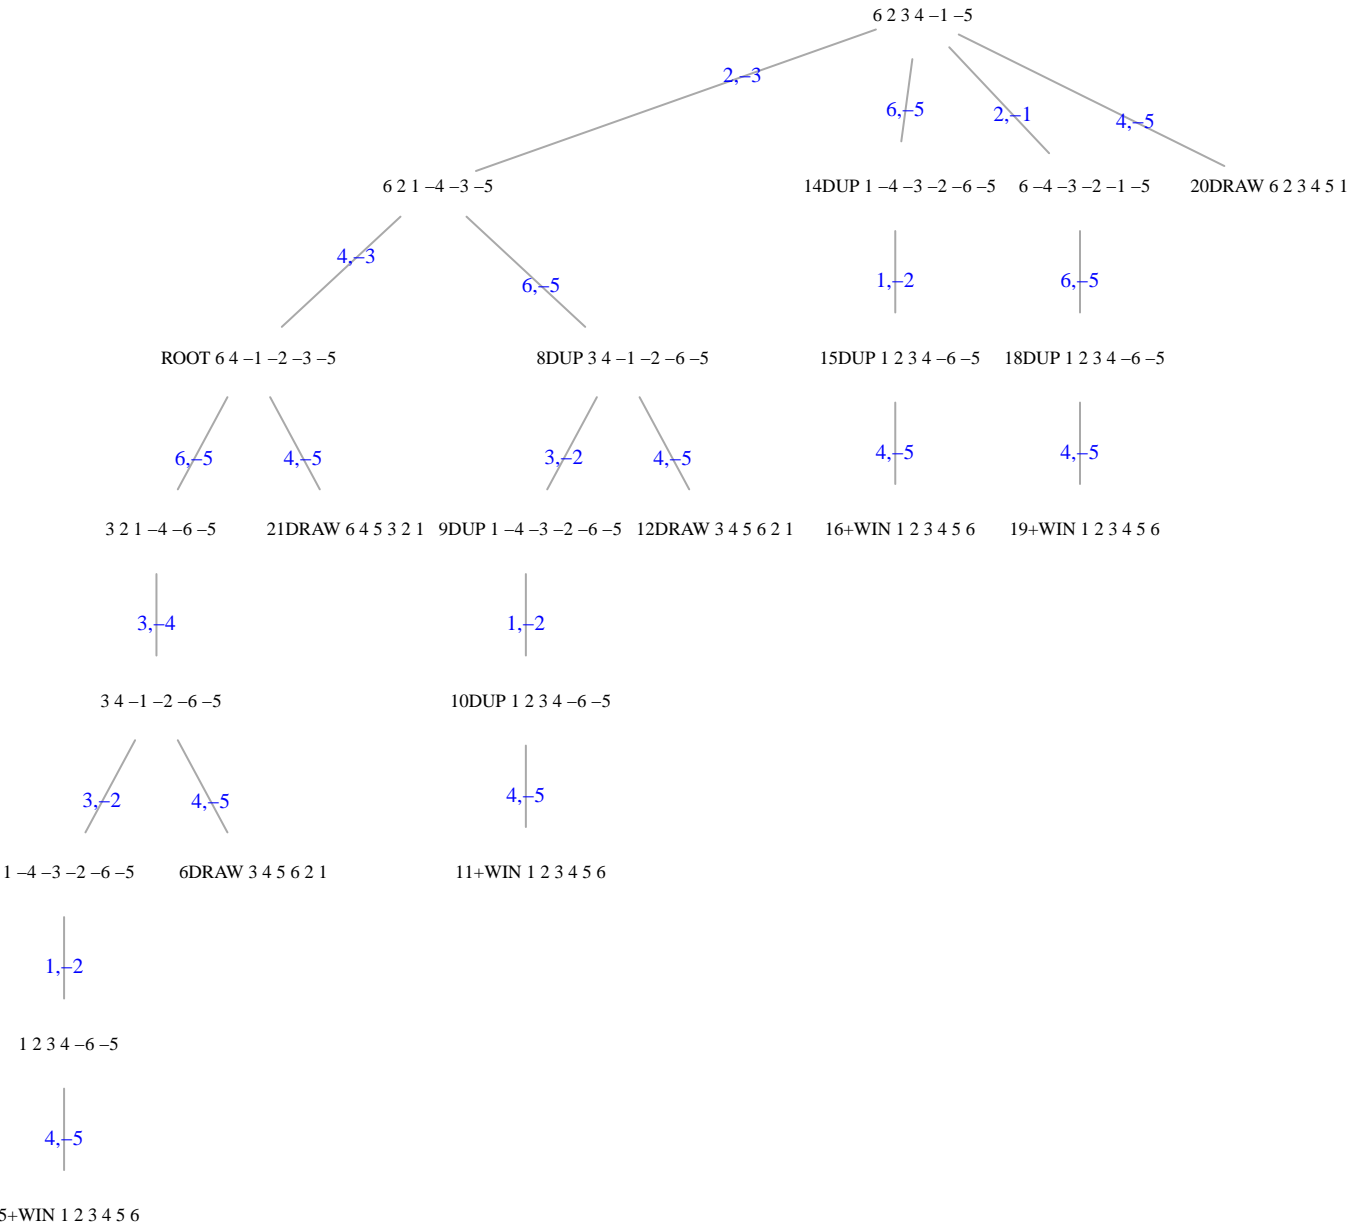 6 2 3 4 −1 −5
2,−3
6,−5
2,−1
4,−5
6 2 1 −4 −3 −5
14DUP 1 −4 −3 −2 −6 −5
6 −4 −3 −2 −1 −5
20DRAW 6 2 3 4 5 1
4,−3
6,−5
1,−2
6,−5
ROOT 6 4 −1 −2 −3 −5
8DUP 3 4 −1 −2 −6 −5
15DUP 1 2 3 4 −6 −5
18DUP 1 2 3 4 −6 −5
6,−5
4,−5
3,−2
4,−5
4,−5
4,−5
3 2 1 −4 −6 −5
21DRAW 6 4 5 3 2 1
9DUP 1 −4 −3 −2 −6 −5
12DRAW 3 4 5 6 2 1
16+WIN 1 2 3 4 5 6
19+WIN 1 2 3 4 5 6
3,−4
1,−2
3 4 −1 −2 −6 −5
10DUP 1 2 3 4 −6 −5
3,−2
4,−5
4,−5
1 −4 −3 −2 −6 −5
6DRAW 3 4 5 6 2 1
11+WIN 1 2 3 4 5 6
1,−2
1 2 3 4 −6 −5
4,−5
5+WIN 1 2 3 4 5 6